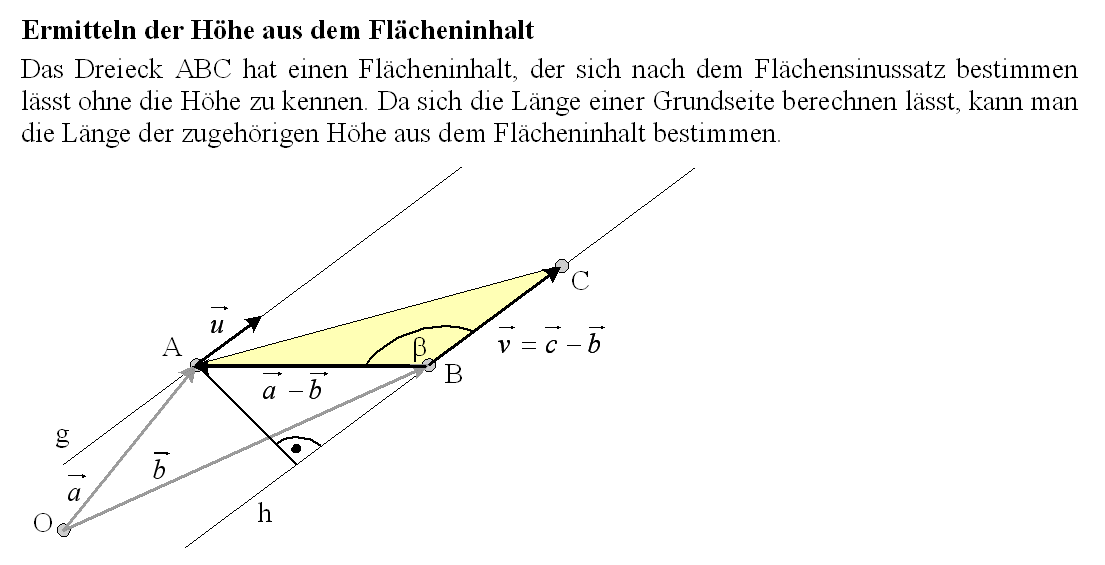 Ermitteln der Höhe aus dem Flächeninhalt
Das Dreieck ABC hat einen Flächeninhalt, der sich nach dem Flächensinussatz bestimmen
lässt ohne die Höhe zu kennen. Da sich die Länge einer Grundseite berechnen lässt, kann man
die Länge der zugehörigen Höhe aus dem Flächeninhalt bestimmen.
C
u⃗
A
β
v⃗ = c⃗ − b⃗
B
a⃗ − b⃗
g
b⃗
a⃗
h
O